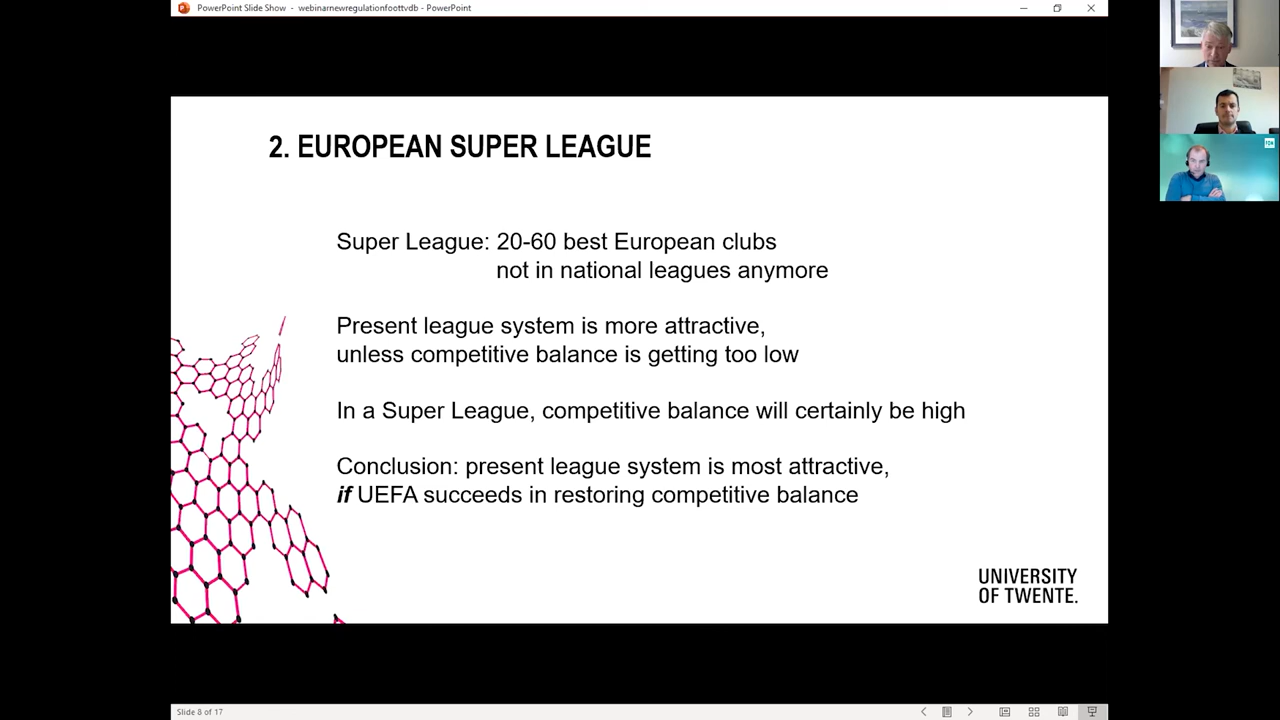 PowerPoint Slide Show - webinarnewregulationfoottvdb - PowerPoint
2. EUROPEAN SUPER LEAGUE
Super League: 20-60 best European clubs
not in national leagues anymore
Present league system is more attractive,
unless competitive balance is getting too low
In a Super League, competitive balance will certainly be high
Conclusion: present league system is most attractive,
if UEFA succeeds in restoring competitive balance
UNIVERSITY
OF TWENTE.
Slide 8 of 17